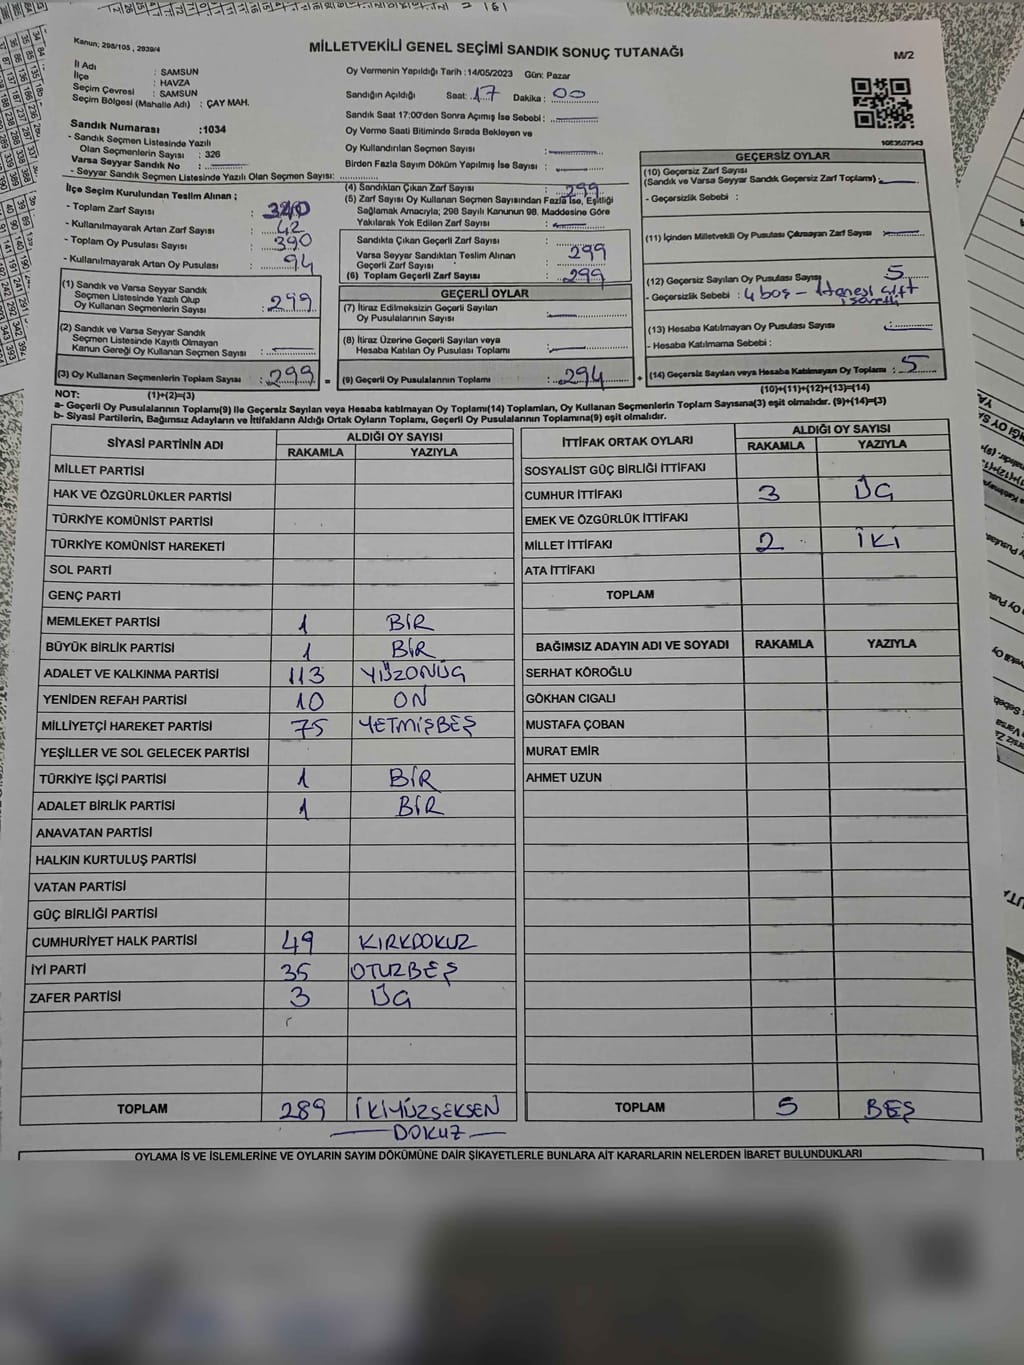 Kanun; 298/105 , 2839/4
MİLLETVEKİLİ GENEL SEÇİMİ SANDIK SONUÇ TUTANAĞI
M/2
İl Adı : SAMSUN
İlçe : HAVZA
Seçim Çevresi : SAMSUN
Seçim Bölgesi (Mahalle Adı) : ÇAY MAH.
Oy Vermenin Yapıldığı Tarih :14/05/2023 Gün: Pazar
Sandığın Açıldığı Saat: 17 Dakika : 00
Sandık Saat 17:00'den Sonra Açımış İse Sebebi :
Oy Verme Saati Bitiminde Sırada Bekleyen ve
Oy Kullandırılan Seçmen Sayısı :
Birden Fazla Sayım Döküm Yapılmış İse Sayısı :
Sandık Numarası :1034
- Sandık Seçmen Listesinde Yazılı
Olan Seçmenlerin Sayısı : 326
Varsa Seyyar Sandık No :
- Seyyar Sandık Seçmen Listesinde Yazılı Olan Seçmen Sayısı:
İlçe Seçim Kurulundan Teslim Alınan ;
- Toplam Zarf Sayısı :
- Kullanılmayarak Artan Zarf Sayısı : 42
- Toplam Oy Pusulası Sayısı : 390
- Kullanılmayarak Artan Oy Pusulası : 94
(1) Sandık ve Varsa Seyyar Sandık
Seçmen Listesinde Yazılı Olup
Oy Kullanan Seçmenlerin Sayısı : 299
(2) Sandık ve Varsa Seyyar Sandık
Seçmen Listesinde Kayıtlı Olmayan
Kanun Gereği Oy Kullanan Seçmen Sayısı :
(3) Oy Kullanan Seçmenlerin Toplam Sayısı : 299
(4) Sandıktan Çıkan Zarf Sayısı : 299
(5) Zarf Sayısı Oy Kullanan Seçmen Sayısından Fazla İse, Eşitliği
Sağlamak Amacıyla; 298 Sayılı Kanunun 98. Maddesine Göre
Yakılarak Yok Edilen Zarf Sayısı :
Sandıkta Çıkan Geçerli Zarf Sayısı
Varsa Seyyar Sandıktan Teslim Alınan
Geçerli Zarf Sayısı : 299
(6) Toplam Geçerli Zarf Sayısı : 299
GEÇERLİ OYLAR
(7) İtiraz Edilmeksizin Geçerli Sayılan
Oy Pusulalarının Sayısı :
(8) İtiraz Üzerine Geçerli Sayılan veya
Hesaba Katılan Oy Pusulası Toplamı :
= (9) Geçerli Oy Pusulalarının Toplamı : 294 +
1083507943
GEÇERSİZ OYLAR
(10) Geçersiz Zarf Sayısı
(Sandık ve Varsa Seyyar Sandık Geçersiz Zarf Toplamı) :
- Geçersizlik Sebebi :
(11) İçinden Milletvekili Oy Pusulası Çıkmayan Zarf Sayısı :
(12) Geçersiz Sayılan Oy Pusulası Sayısı : 5
- Geçersizlik Sebebi : 4 boş - 1 tanesi çift
işaretli
(13) Hesaba Katılmayan Oy Pusulası Sayısı :
- Hesaba Katılmama Sebebi :
(14) Geçersiz Sayılan veya Hesaba Katılmayan Oy Toplamı : 5
NOT: (1)+(2)=(3)
(10)+(11)+(12)+(13)=(14)
a- Geçerli Oy Pusulalarının Toplamı(9) ile Geçersiz Sayılan veya Hesaba katılmayan Oy Toplamı(14) Toplamları, Oy Kullanan Seçmenlerin Toplam Sayısına(3) eşit olmalıdır. (9)+(14)=(3)
b- Siyasi Partilerin, Bağımsız Adayların ve İttifakların Aldığı Ortak Oyların Toplamı, Geçerli Oy Pusulalarının Toplamına(9) eşit olmalıdır.
SİYASİ PARTİNİN ADI ALDIĞI OY SAYISI
RAKAMLA YAZIYLA
MİLLET PARTİSİ
HAK VE ÖZGÜRLÜKLER PARTİSİ
TÜRKİYE KOMÜNİST PARTİSİ
TÜRKİYE KOMÜNİST HAREKETİ
SOL PARTİ
GENÇ PARTİ
MEMLEKET PARTİSİ 1 BİR
BÜYÜK BİRLİK PARTİSİ 1 BİR
ADALET VE KALKINMA PARTİSİ 113 YÜZONÜÇ
YENİDEN REFAH PARTİSİ 10 ON
MİLLİYETÇİ HAREKET PARTİSİ 75 YETMİŞBEŞ
YEŞİLLER VE SOL GELECEK PARTİSİ
TÜRKİYE İŞÇİ PARTİSİ 1 BİR
ADALET BİRLİK PARTİSİ 1 BİR
ANAVATAN PARTİSİ
HALKIN KURTULUŞ PARTİSİ
VATAN PARTİSİ
GÜÇ BİRLİĞİ PARTİSİ
CUMHURİYET HALK PARTİSİ 49 KIRKDOKUZ
İYİ PARTİ 35 OTUZBEŞ
ZAFER PARTİSİ 3 ÜÇ
TOPLAM 289 İKİYÜZSEKSEN
DOKUZ
İTTİFAK ORTAK OYLARI ALDIĞI OY SAYISI
RAKAMLA YAZIYLA
SOSYALİST GÜÇ BİRLİĞİ İTTİFAKI
CUMHUR İTTİFAKI 3 ÜÇ
EMEK VE ÖZGÜRLÜK İTTİFAKI
MİLLET İTTİFAKI 2 İKİ
ATA İTTİFAKI
TOPLAM
BAĞIMSIZ ADAYIN ADI VE SOYADI RAKAMLA YAZIYLA
SERHAT KÖROĞLU
GÖKHAN CIGALI
MUSTAFA ÇOBAN
MURAT EMİR
AHMET UZUN
TOPLAM 5 BEŞ
OYLAMA İŞ VE İŞLEMLERİNE VE OYLARIN SAYIM DÖKÜMÜNE DAİR ŞİKAYETLERLE BUNLARA AİT KARARLARIN NELERDEN İBARET BULUNDUKLARI